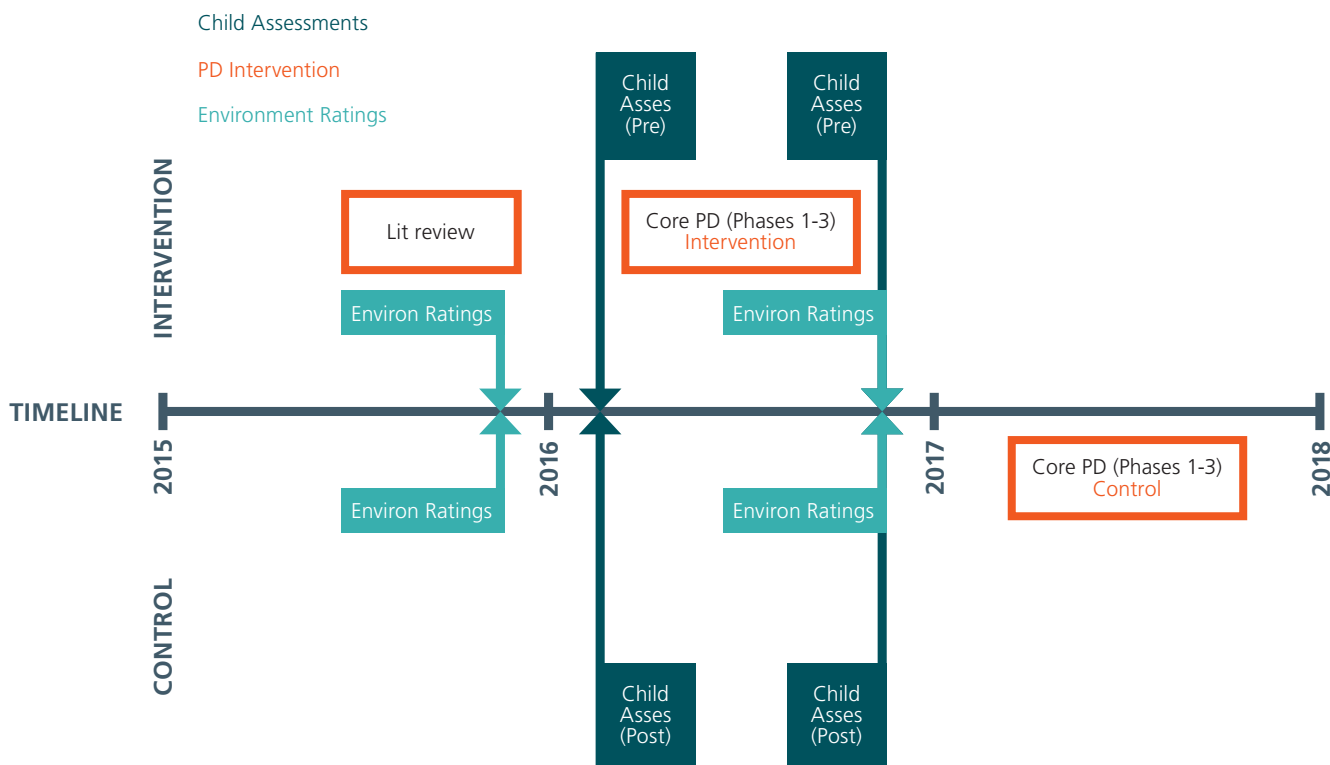 Child Assessments
PD Intervention
Environment Ratings
INTERVENTION
Child
Asses
(Pre)
Child
Asses
(Pre)
Lit review
Core PD (Phases 1-3)
Intervention
Environ Ratings
Environ Ratings
TIMELINE
2015
2016
2017
2018
Environ Ratings
Environ Ratings
Core PD (Phases 1-3)
Control
CONTROL
Child
Asses
(Post)
Child
Asses
(Post)